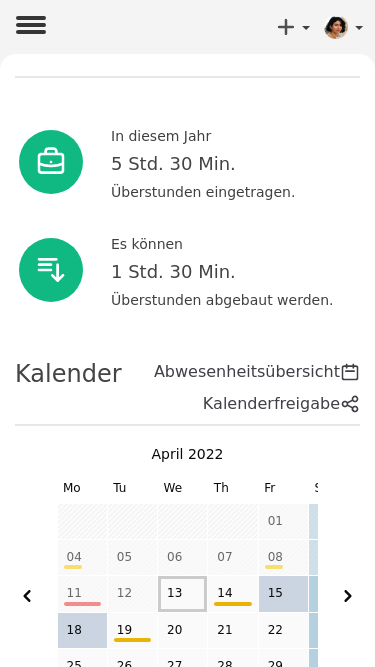 In diesem Jahr
5 Std. 30 Min.
Überstunden eingetragen.
Es können
1 Std. 30 Min.
Überstunden abgebaut werden.
Kalender
Abwesenheitsübersicht
Kalenderfreigabe
April 2022
Mo Tu We Th Fr
01
04 05 06 07 08
11 12 13 14 15
18 19 20 21 22
25 26 27 28 29